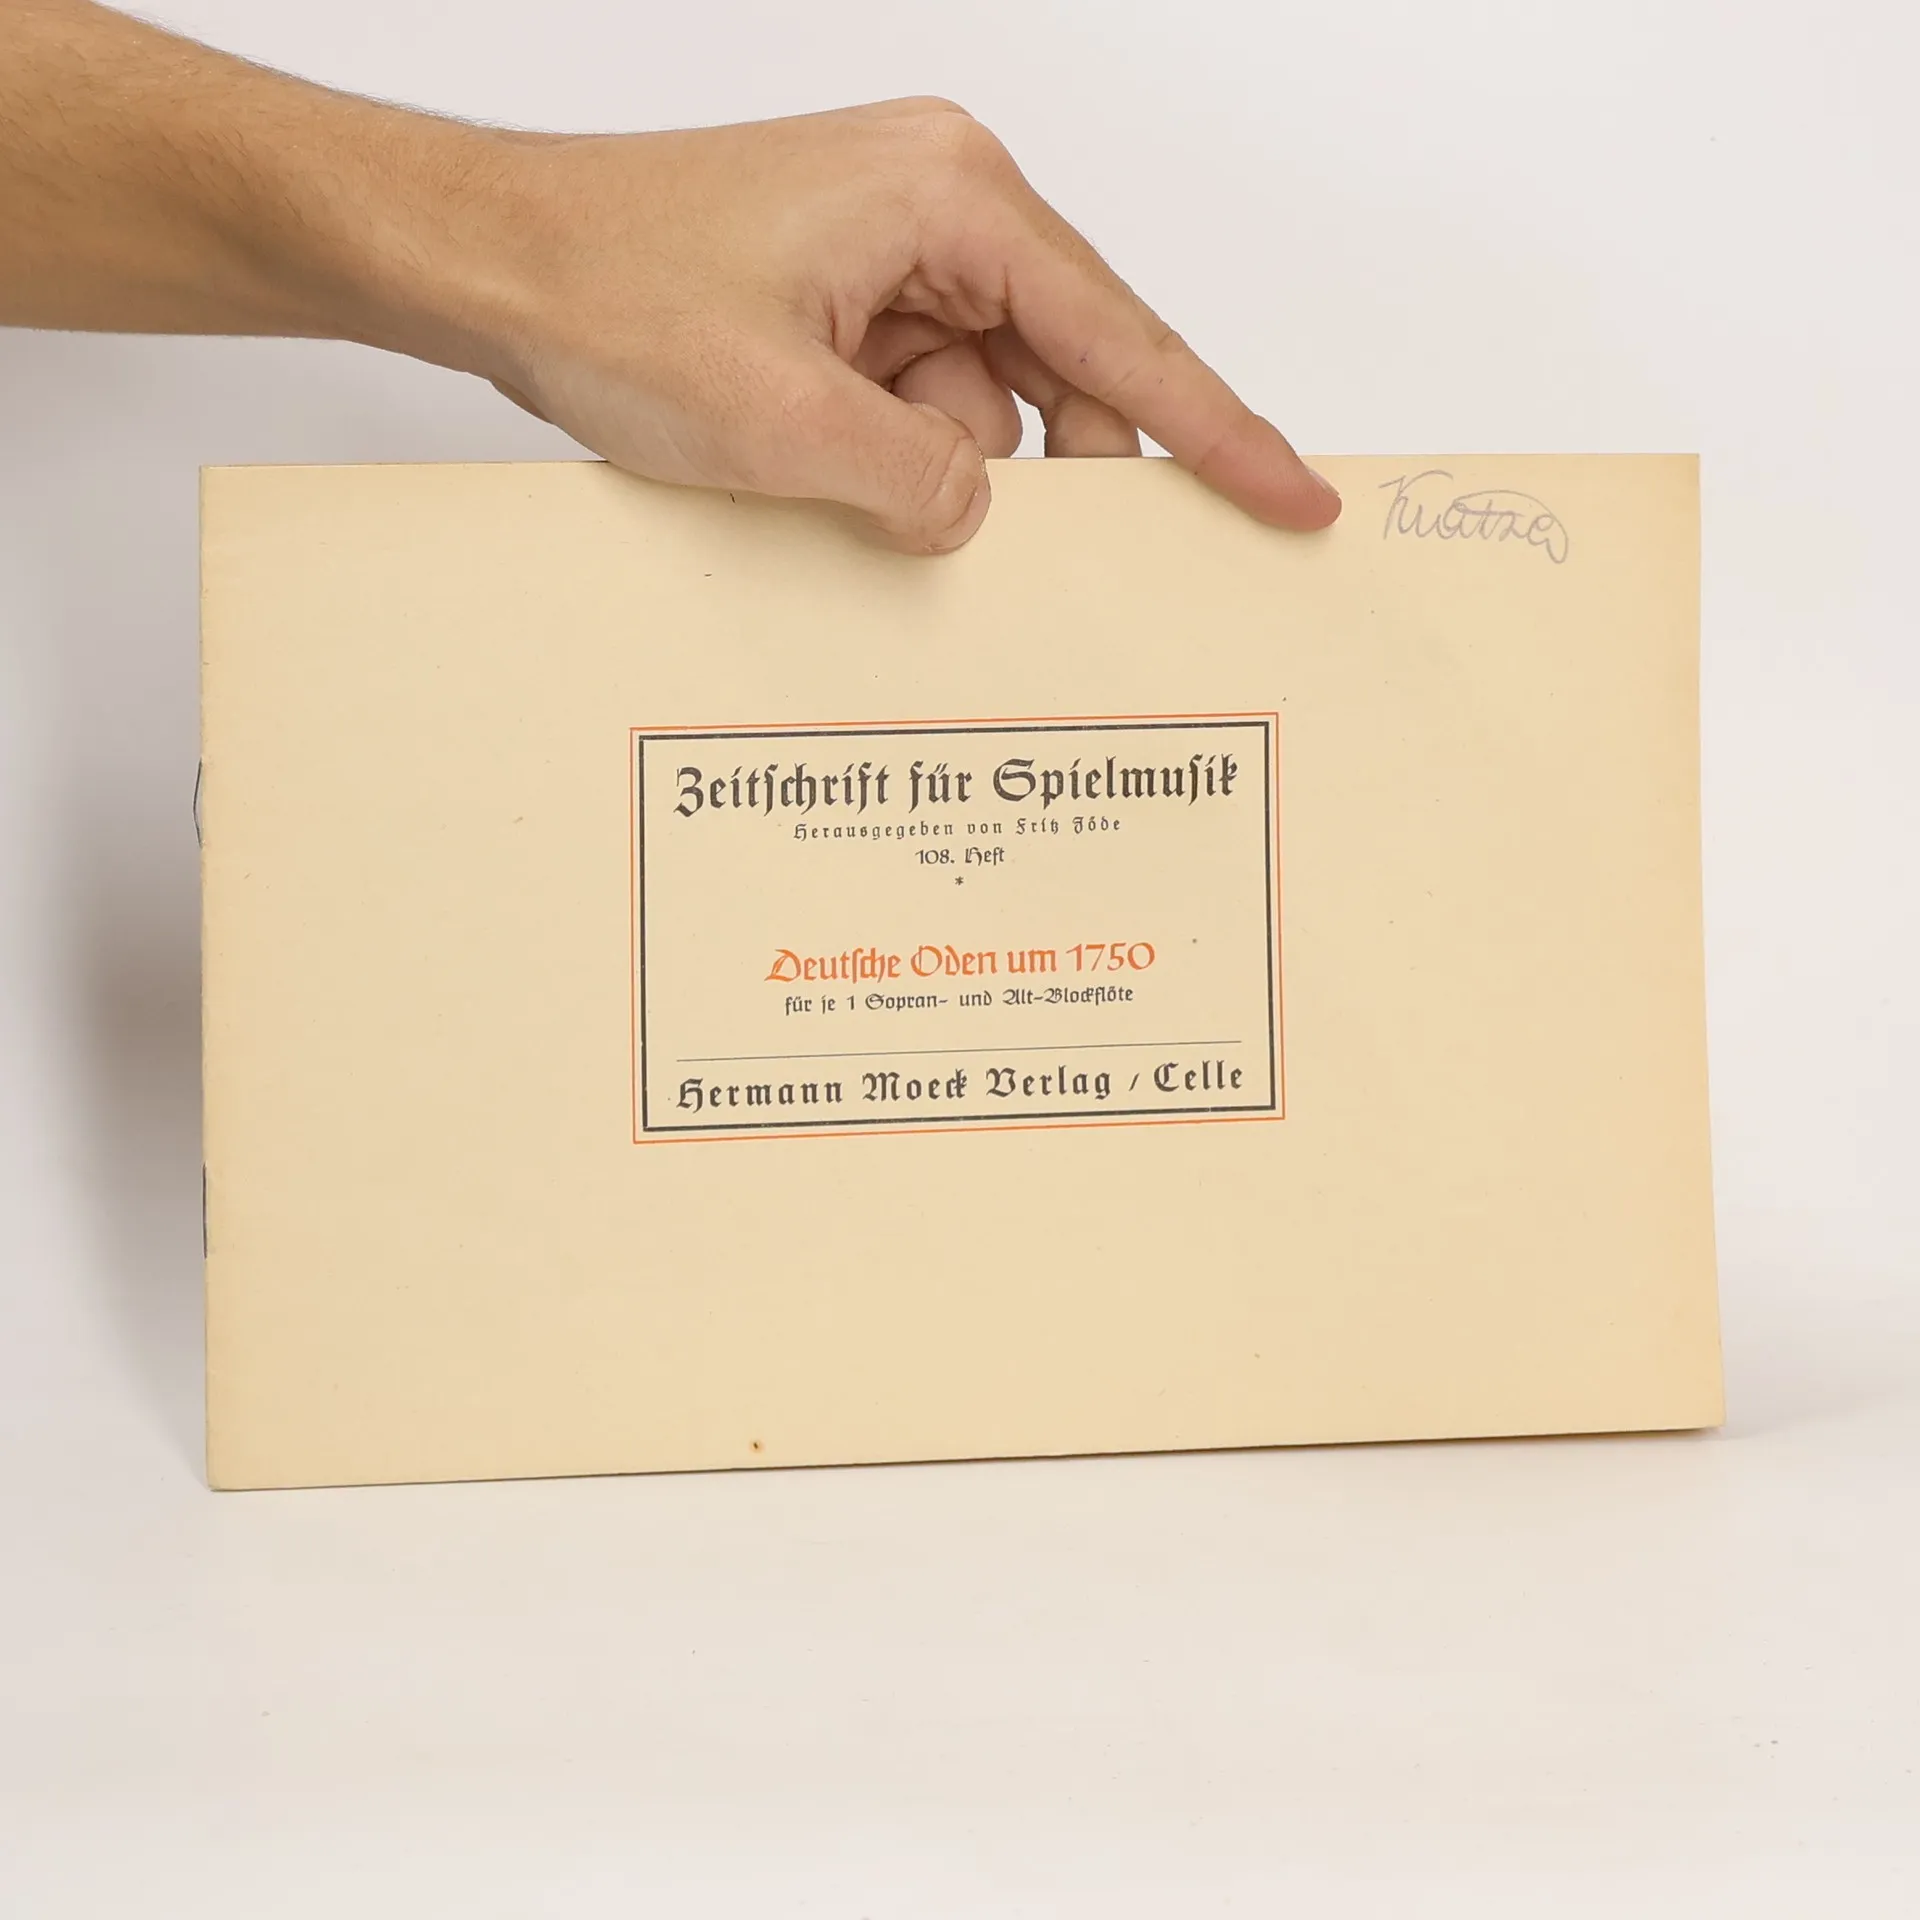 Zeitschrift für Spielmusik
Herausgegeben von Fritz Jöde
108. Heft
*
Deutsche Oden um 1750
für je 1 Sopran- und Alt-Blockflöte
Hermann Moeck Verlag / Celle